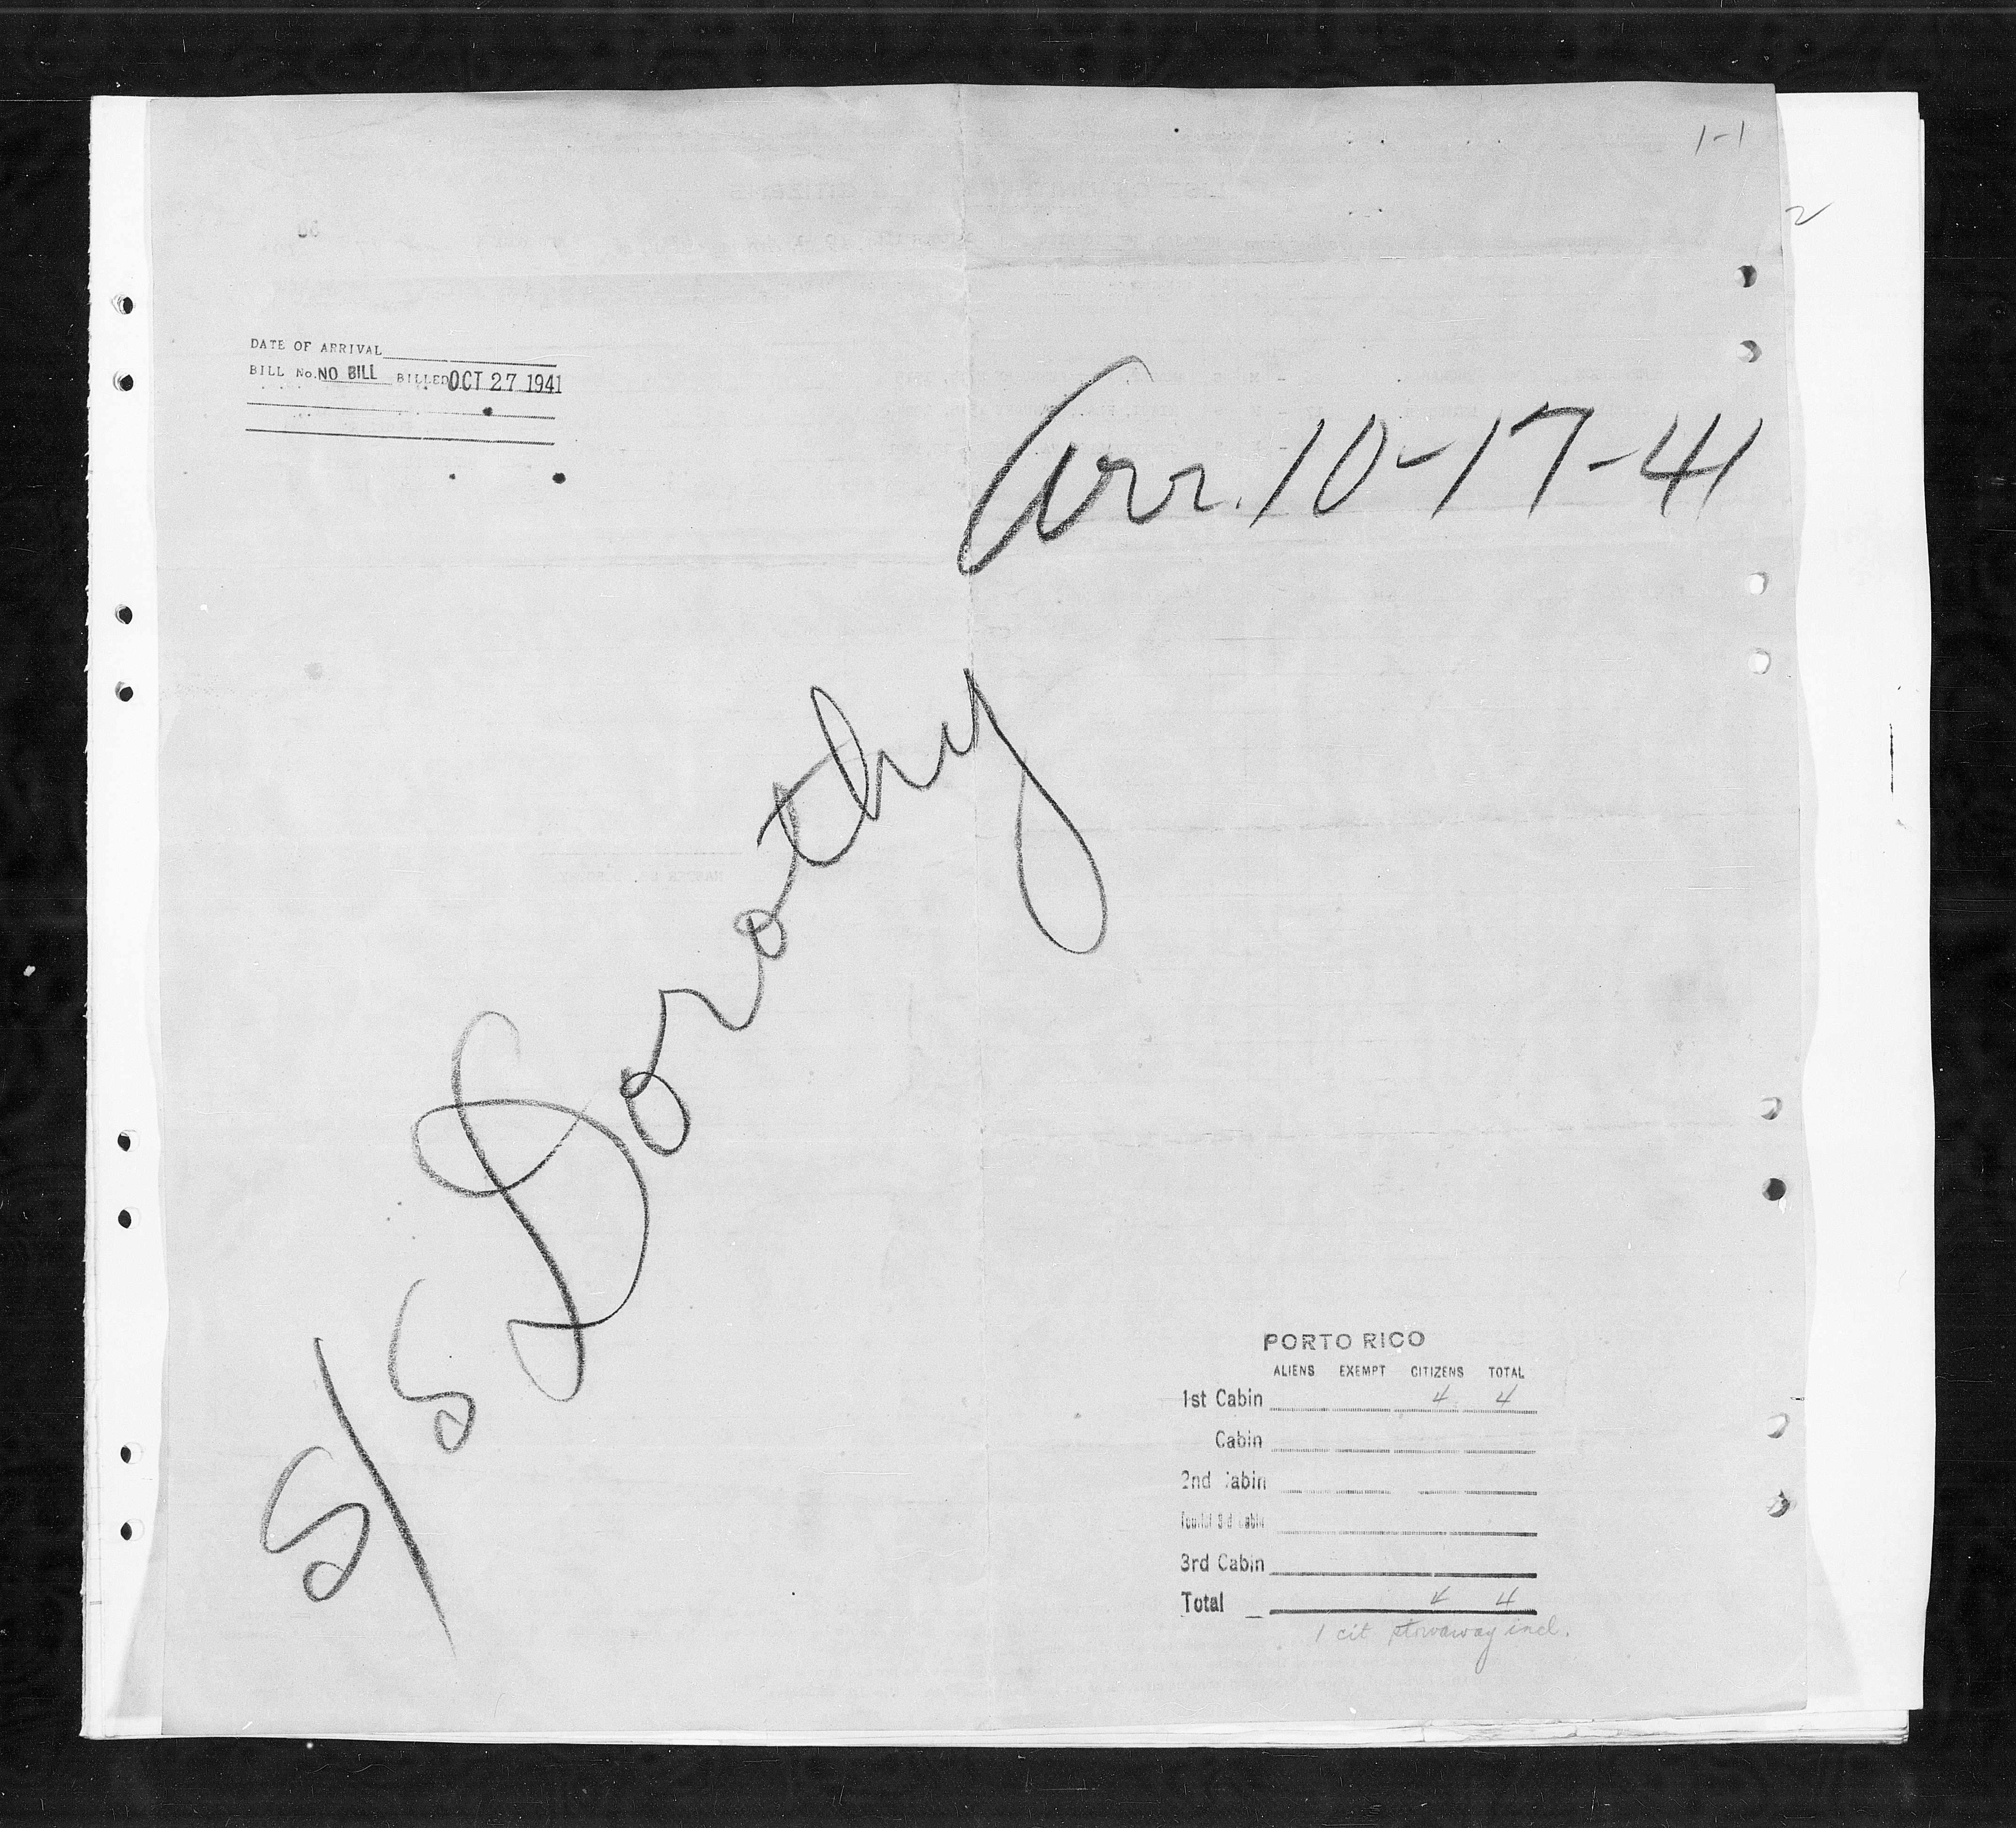 1-1
2
DATE OF ARRIVAL
BILL No. NO BILL BILLED OCT 27 1941
Arr. 10-17-41
S/S Dorothy
PORTO RICO
ALIENS EXEMPT CITIZENS TOTAL
1st Cabin 4 4
Cabin
2nd Cabin
3rd Cabin
Total 4 4
1 cit stowaway incl.